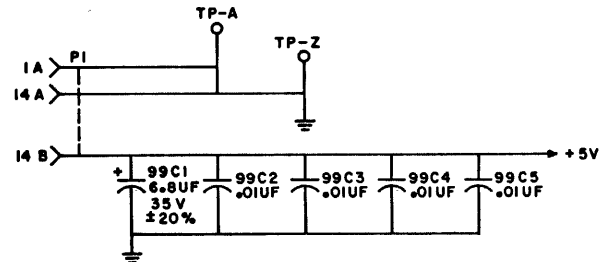 TP-A
TP-Z
P1
1A
14A
14B
+5V
+
99C1
6.8UF
35V
±20%
99C2
.01UF
99C3
.01UF
99C4
.01UF
99C5
.01UF